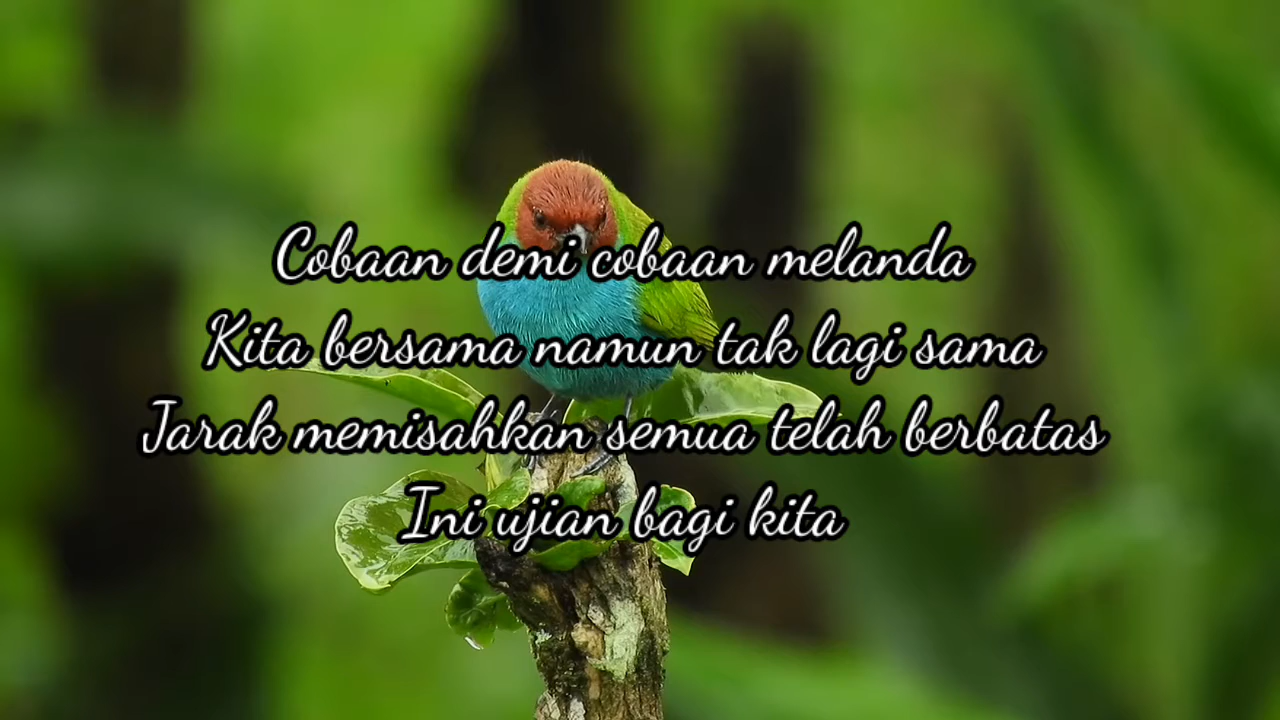 Cobaan demi cobaan melanda
Kita bersama namun tak lagi sama
Jarak memisahkan semua telah berbatas
Ini ujian bagi kita